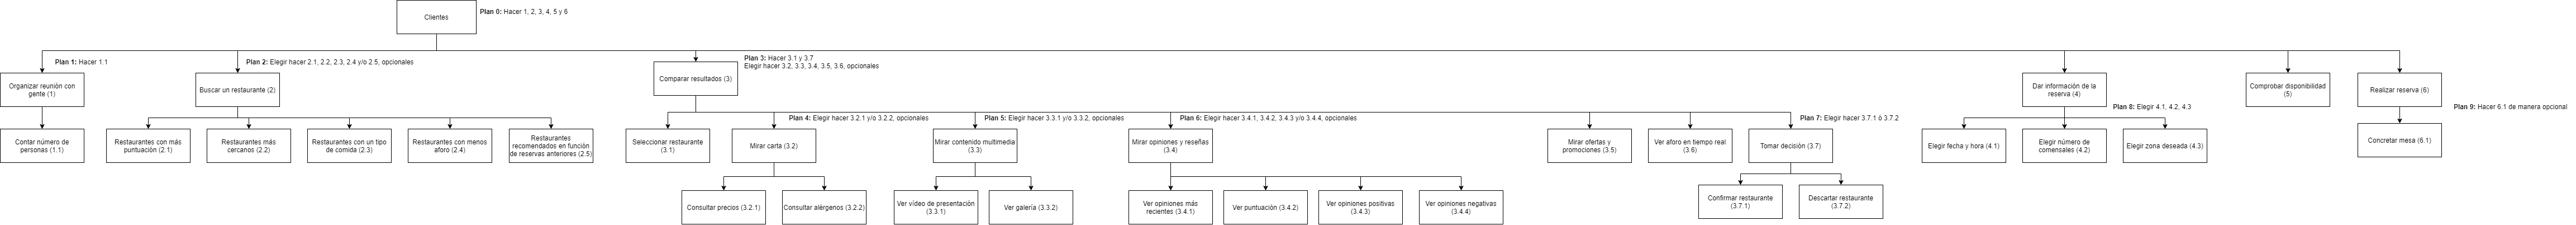 Clientes
Plan 0: Hacer 1, 2, 3, 4, 5 y 6
Plan 1: Hacer 1.1
Organizar reunión con
gente (1)
Contar número de
personas (1.1)
Plan 2: Elegir hacer 2.1, 2.2, 2.3, 2.4 y/o 2.5, opcionales
Buscar un restaurante (2)
Restaurantes con más
puntuación (2.1)
Restaurantes más
cercanos (2.2)
Restaurantes con un tipo
de comida (2.3)
Restaurantes con menos
aforo (2.4)
Restaurantes
recomendados en función
de reservas anteriores (2.5)
Plan 3: Hacer 3.1 y 3.7
Elegir hacer 3.2, 3.3, 3.4, 3.5, 3.6, opcionales
Comparar resultados (3)
Seleccionar restaurante
(3.1)
Plan 4: Elegir hacer 3.2.1 y/o 3.2.2, opcionales
Mirar carta (3.2)
Consultar precios (3.2.1)
Consultar alérgenos (3.2.2)
Plan 5: Elegir hacer 3.3.1 y/o 3.3.2, opcionales
Mirar contenido multimedia
(3.3)
Ver vídeo de presentación
(3.3.1)
Ver galería (3.3.2)
Plan 6: Elegir hacer 3.4.1, 3.4.2, 3.4.3 y/o 3.4.4, opcionales
Mirar opiniones y reseñas
(3.4)
Ver opiniones más
recientes (3.4.1)
Ver puntuación (3.4.2)
Ver opiniones positivas
(3.4.3)
Ver opiniones negativas
(3.4.4)
Mirar ofertas y
promociones (3.5)
Ver aforo en tiempo real
(3.6)
Plan 7: Elegir hacer 3.7.1 ó 3.7.2
Tomar decisión (3.7)
Confirmar restaurante
(3.7.1)
Descartar restaurante
(3.7.2)
Dar información de la
reserva (4)
Plan 8: Elegir 4.1, 4.2, 4.3
Elegir fecha y hora (4.1)
Elegir número de
comensales (4.2)
Elegir zona deseada (4.3)
Comprobar disponibilidad
(5)
Realizar reserva (6)
Plan 9: Hacer 6.1 de manera opcional
Concretar mesa (6.1)